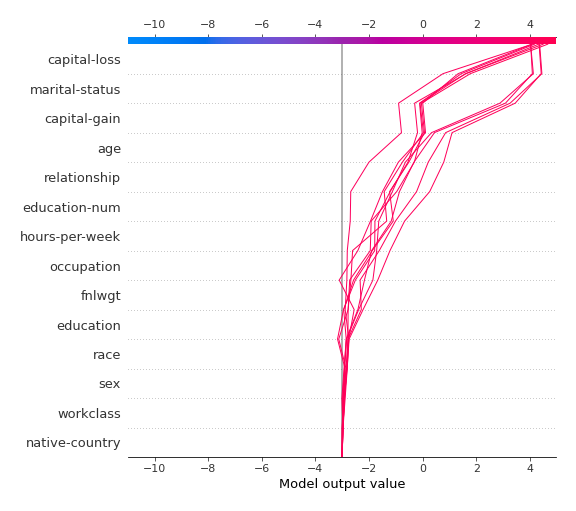 −10 −8 −6 −4 −2 0 2 4
capital-loss
marital-status
capital-gain
age
relationship
education-num
hours-per-week
occupation
fnlwgt
education
race
sex
workclass
native-country
−10 −8 −6 −4 −2 0 2 4
Model output value